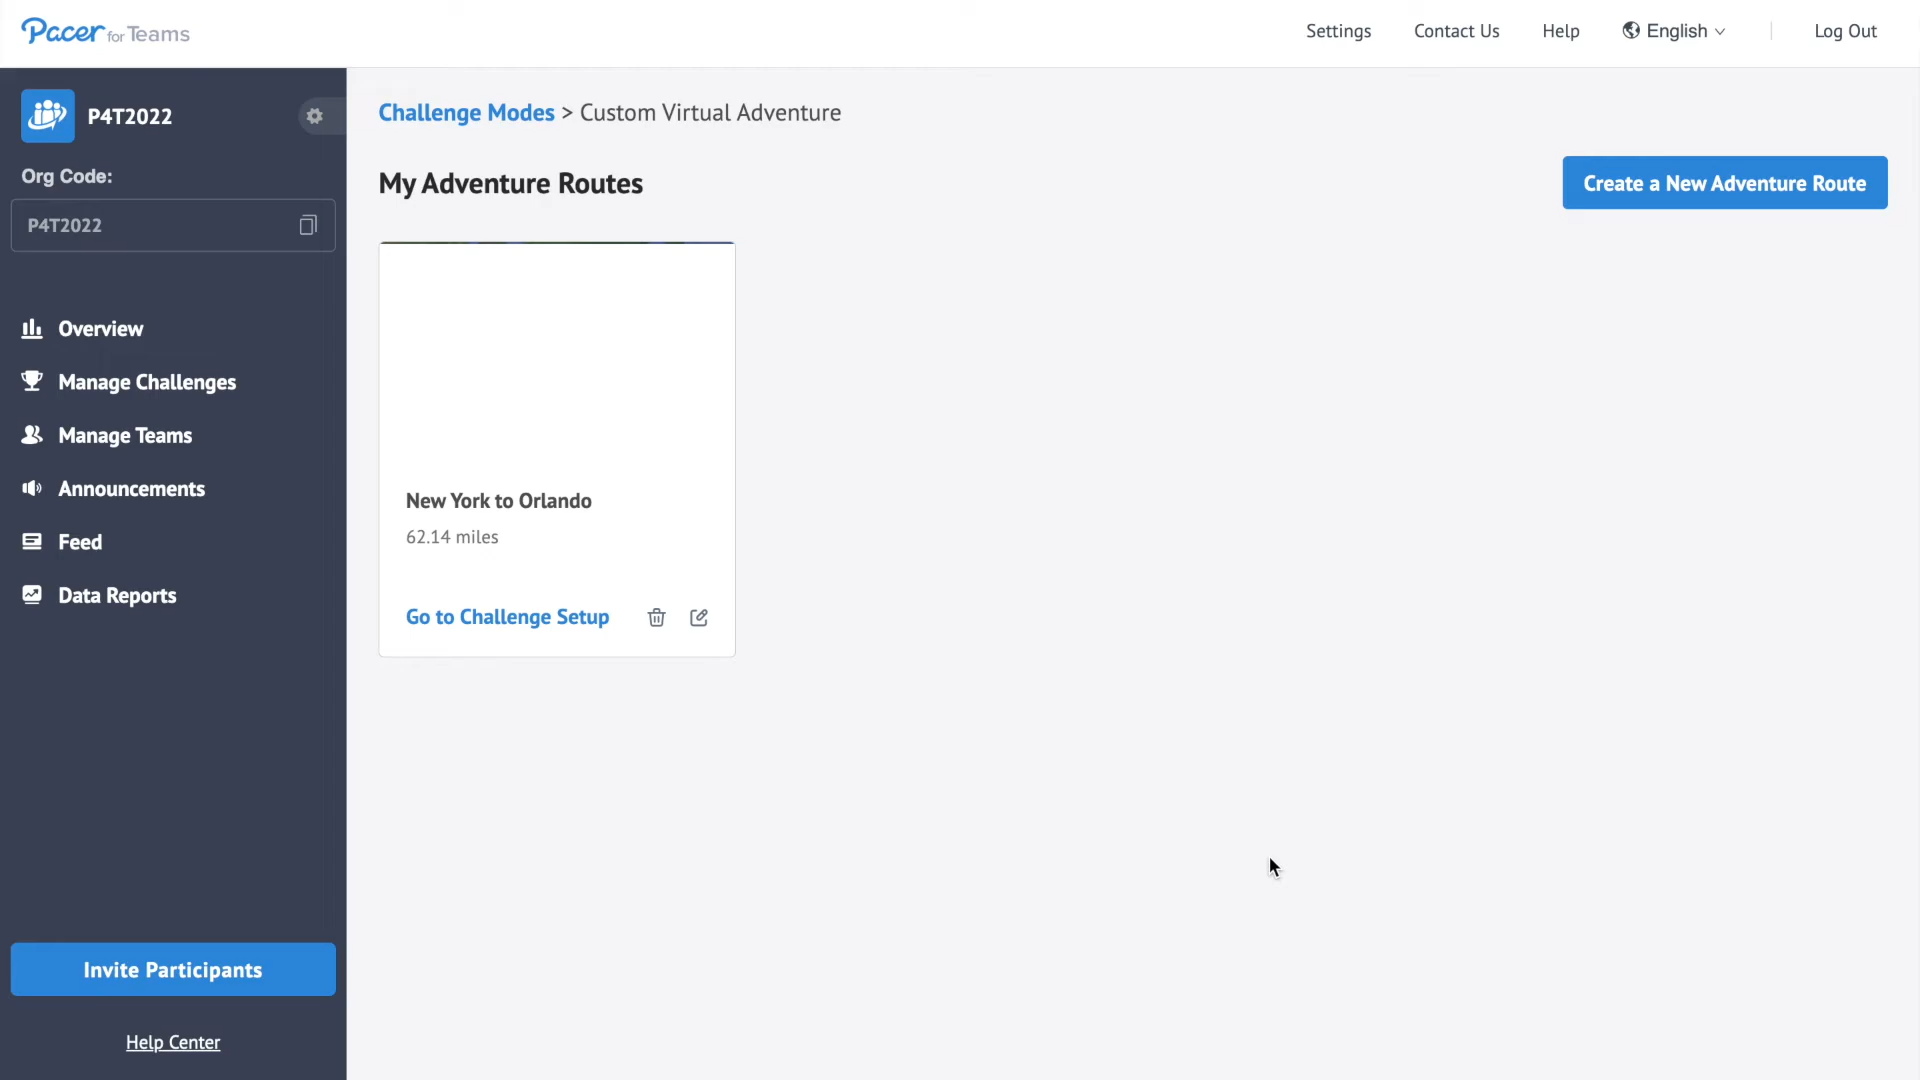 Pacer for Teams
Settings
Contact Us
Help
English
Log Out
P4T2022
Org Code:
P4T2022
Overview
Manage Challenges
Manage Teams
Announcements
Feed
Data Reports
Invite Participants
Help Center
Challenge Modes > Custom Virtual Adventure
My Adventure Routes
Create a New Adventure Route
New York to Orlando
62.14 miles
Go to Challenge Setup